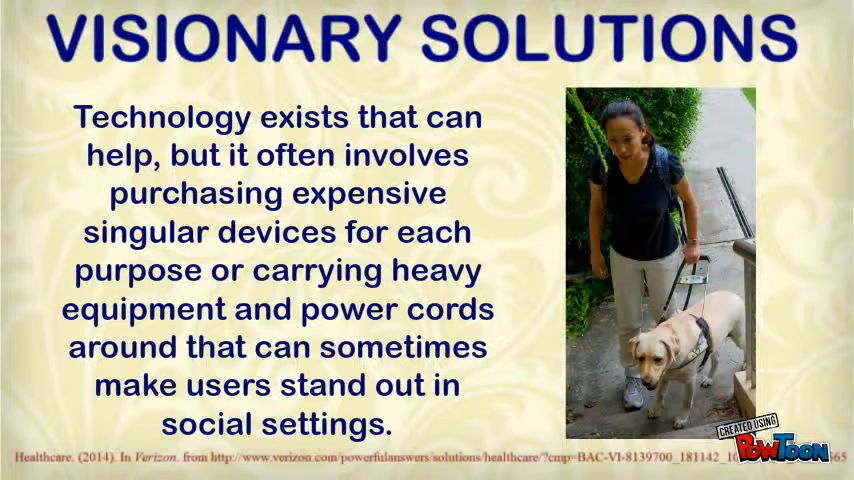 VISIONARY SOLUTIONS
Technology exists that can
help, but it often involves
purchasing expensive
singular devices for each
purpose or carrying heavy
equipment and power cords
around that can sometimes
make users stand out in
social settings.
CREATED USING
POWTOON
Healthcare. (2014). In Verizon. from http://www.verizon.com/powerfulanswers/solutions/healthcare/?cmp=BAC-VI-8139700_181142_